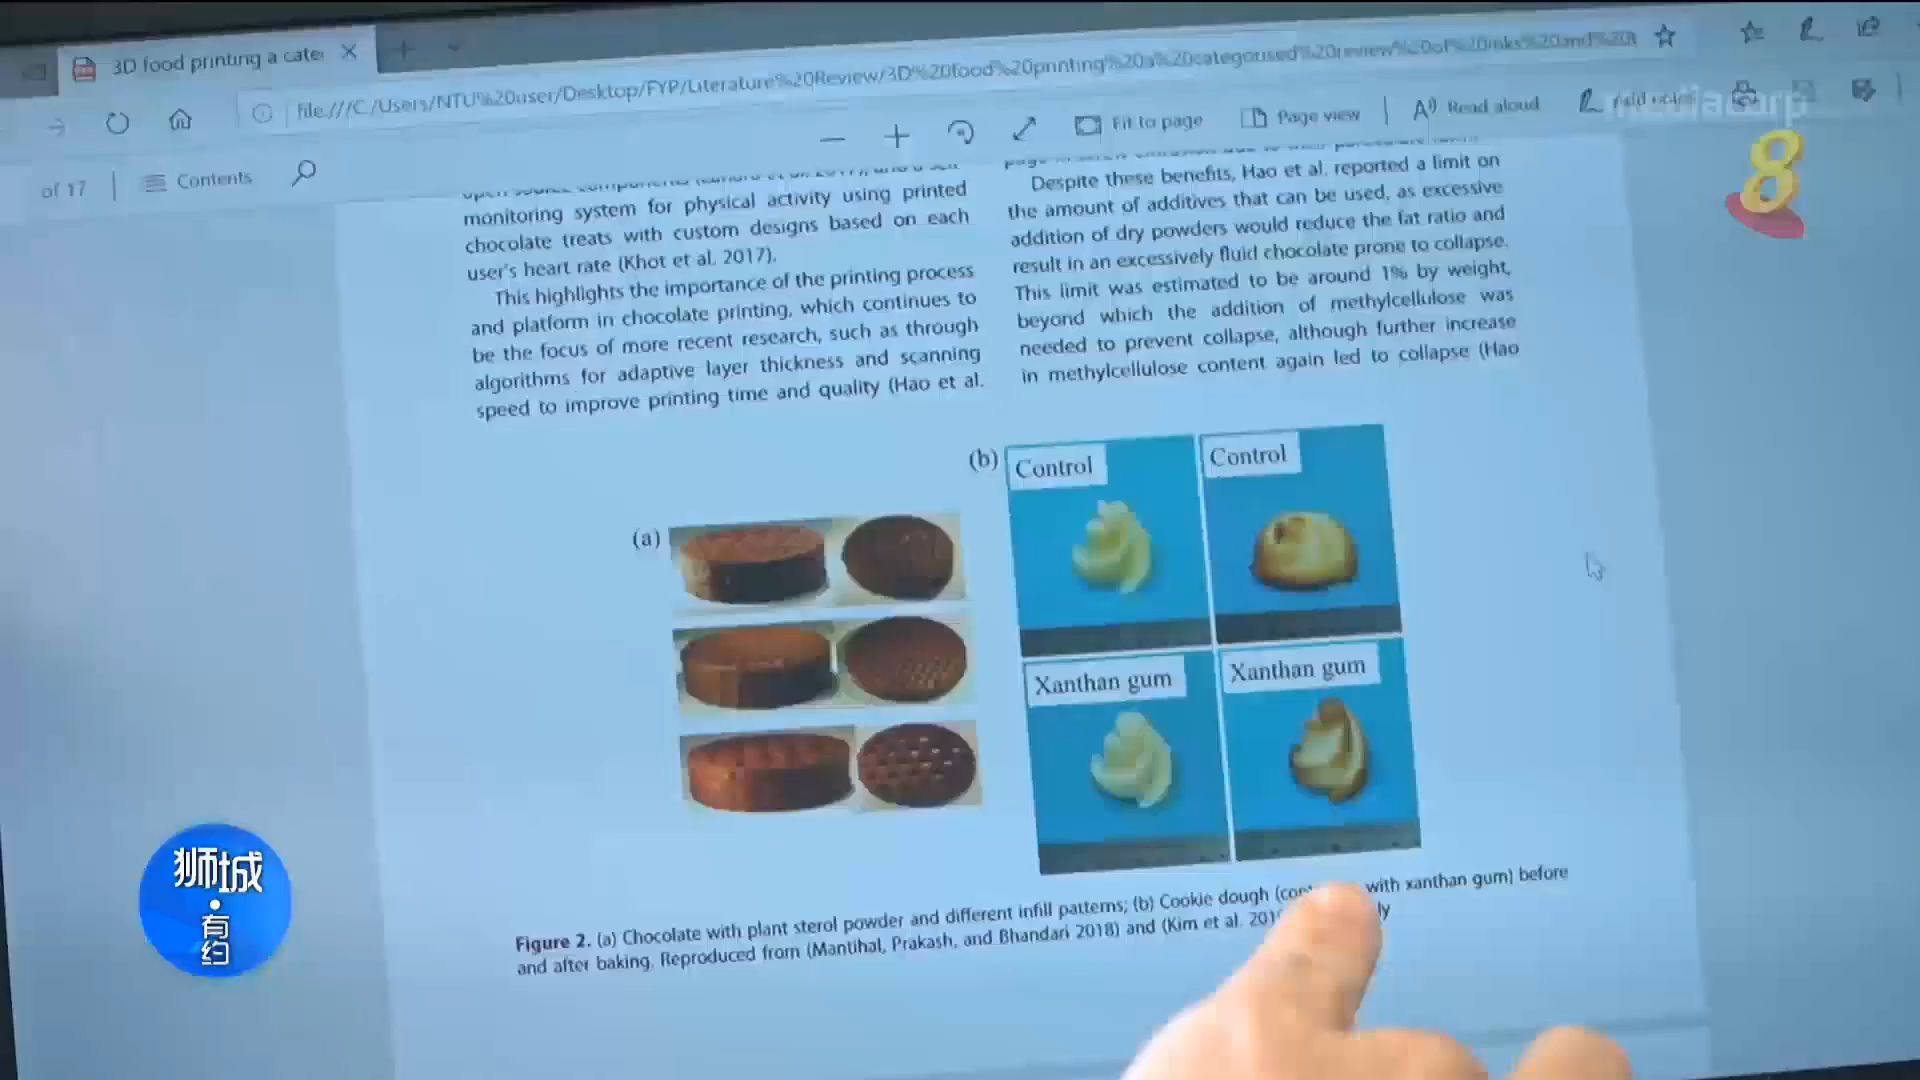 3D food printing a cate
file:///C:/Users/NTU%20user/Desktop/FYP/Literature%20Review/3D%20food%20printing%20a%20categorised%20review%20of%20inks%20and%20
of 17
Contents
Fit to page
Page view
Read aloud
Add notes
mediacorp
8
monitoring system for physical activity using printed
chocolate treats with custom designs based on each
user's heart rate (Khot et al. 2017).
This highlights the importance of the printing process
and platform in chocolate printing, which continues to
be the focus of more recent research, such as through
algorithms for adaptive layer thickness and scanning
speed to improve printing time and quality (Hao et al.
Despite these benefits, Hao et al. reported a limit on
the amount of additives that can be used, as excessive
addition of dry powders would reduce the fat ratio and
result in an excessively fluid chocolate prone to collapse.
This limit was estimated to be around 1% by weight,
beyond which the addition of methylcellulose was
needed to prevent collapse, although further increase
in methylcellulose content again led to collapse (Hao
(a)
(b)
Control
Control
Xanthan gum
Xanthan gum
Figure 2. (a) Chocolate with plant sterol powder and different infill patterns; (b) Cookie dough (con with xanthan gum) before
and after baking. Reproduced from (Mantihal, Prakash, and Bhandari 2018) and (Kim et al. 201 ly
狮城
有
约